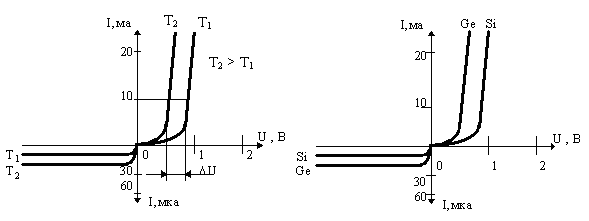 I,ма
T₂ T₁
20
T₂ > T₁
10
U , В
0 1 2
T₁
T₂
30
ΔU
60
I,мка
I,ма
Ge Si
20
10
U , В
0 1 2
Si
Ge
30
60
I,мка